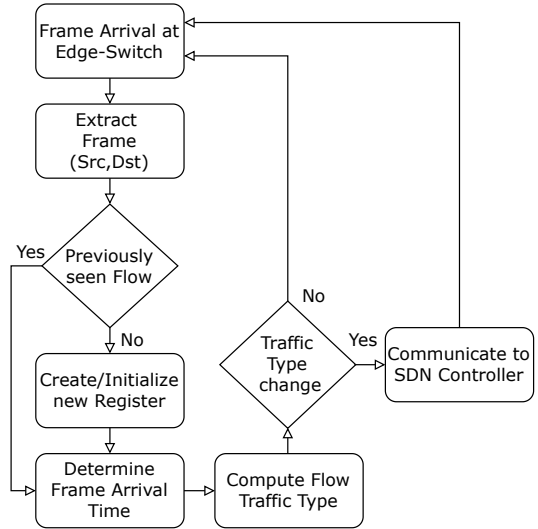 Frame Arrival at
Edge-Switch
Extract
Frame
(Src,Dst)
Yes
Previously
seen Flow
No
Create/Initialize
new Register
Determine
Frame Arrival
Time
Compute Flow
Traffic Type
No
Traffic
Type
change
Yes
Communicate to
SDN Controller